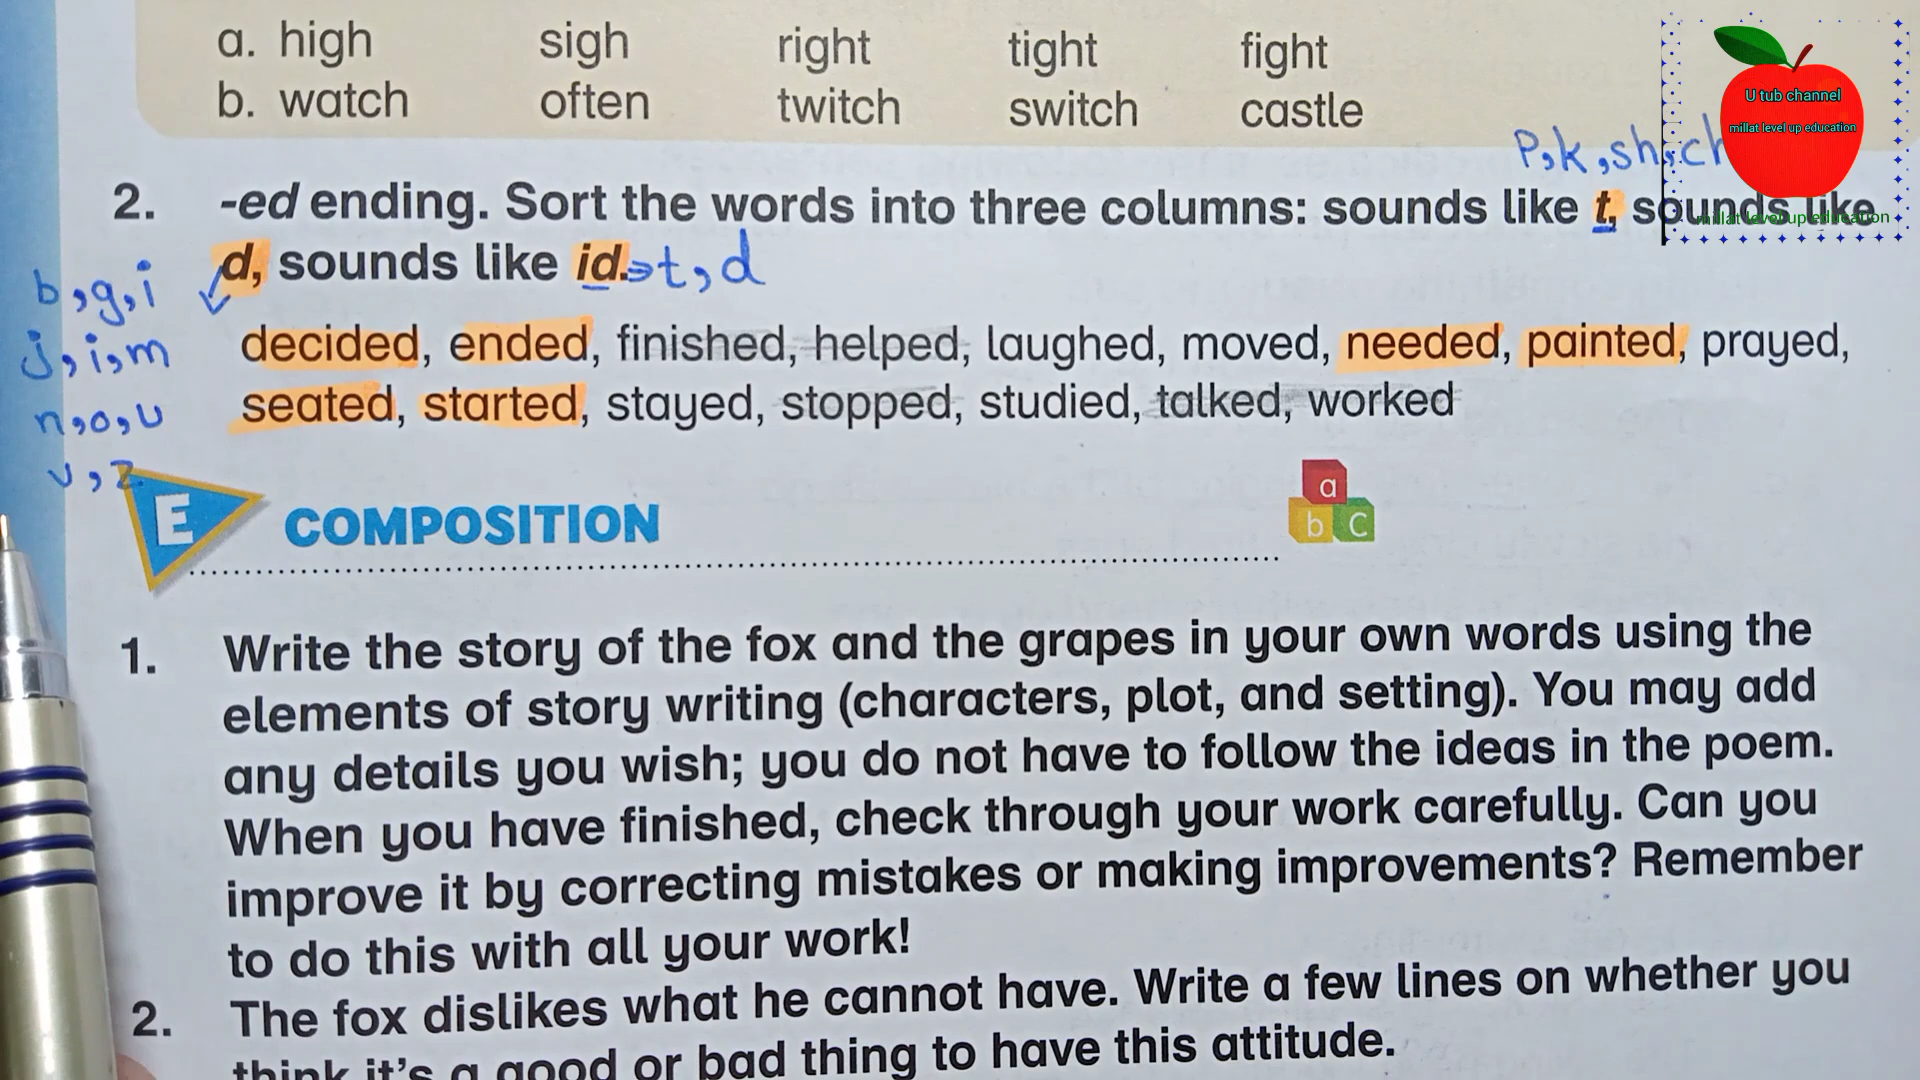 a. high sigh right tight fight
b. watch often twitch switch castle
U tub channel
millat level up education
P,k,sh,ch
2. -ed ending. Sort the words into three columns: sounds like t, sounds like
millat level up education
d, sounds like id. t,d
b,g,i
j,i,m
n,o,u
v,z
decided, ended, finished, helped, laughed, moved, needed, painted, prayed,
seated, started, stayed, stopped, studied, talked, worked
E COMPOSITION
a
b c
1. Write the story of the fox and the grapes in your own words using the
elements of story writing (characters, plot, and setting). You may add
any details you wish; you do not have to follow the ideas in the poem.
When you have finished, check through your work carefully. Can you
improve it by correcting mistakes or making improvements? Remember
to do this with all your work!
2. The fox dislikes what he cannot have. Write a few lines on whether you
think it's a good or bad thing to have this attitude.